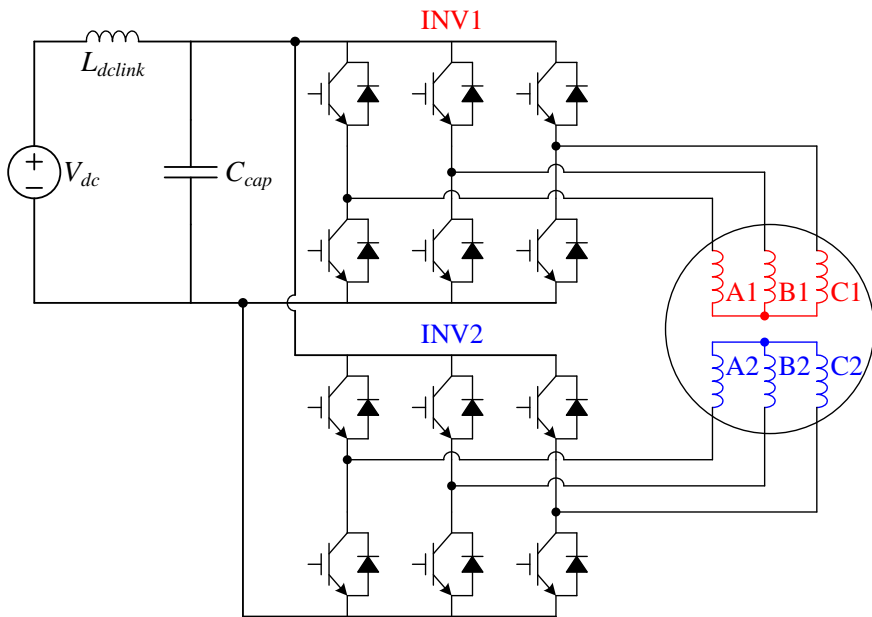 INV1
L_dclink
+
−
V_dc
C_cap
A1 B1 C1
INV2
A2 B2 C2